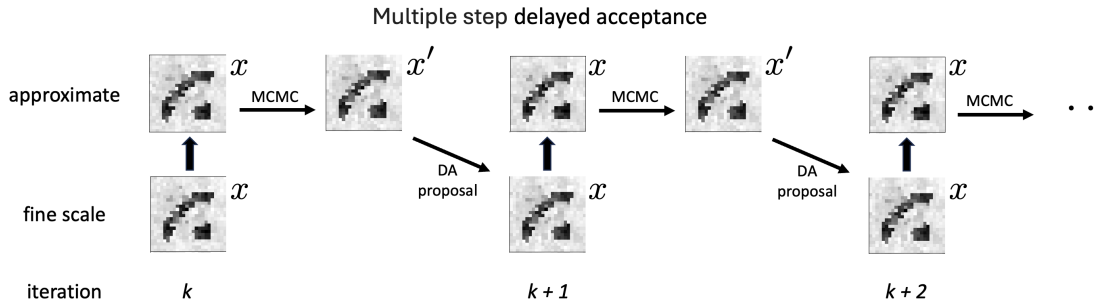 Multiple step delayed acceptance
approximate x MCMC x′ x MCMC x′ x MCMC . .
DA proposal DA proposal
fine scale x x x
iteration k k + 1 k + 2